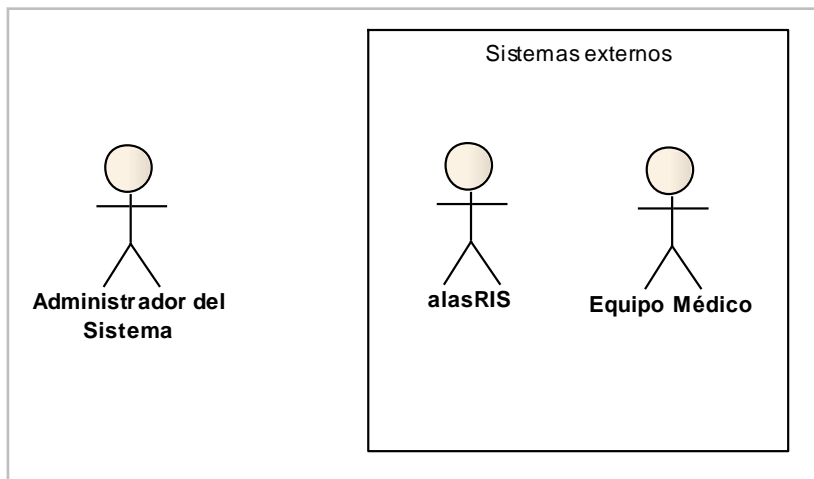 Sistemas externos
Administrador del
Sistema
alasRIS
Equipo Médico